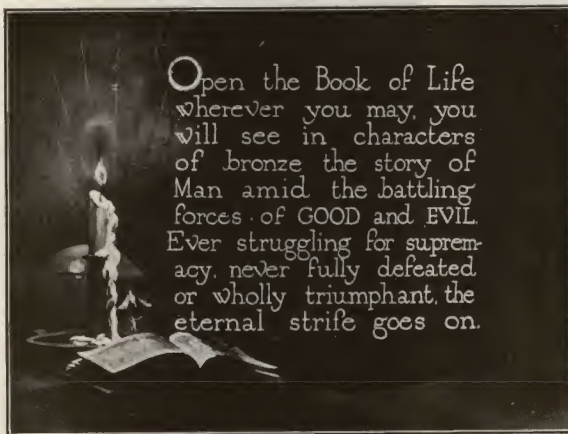 Open the Book of Life
wherever you may, you
will see in characters
of bronze the story of
Man amid the battling
forces of GOOD and EVIL.
Ever struggling for suprem-
acy, never fully defeated
or wholly triumphant, the
eternal strife goes on.